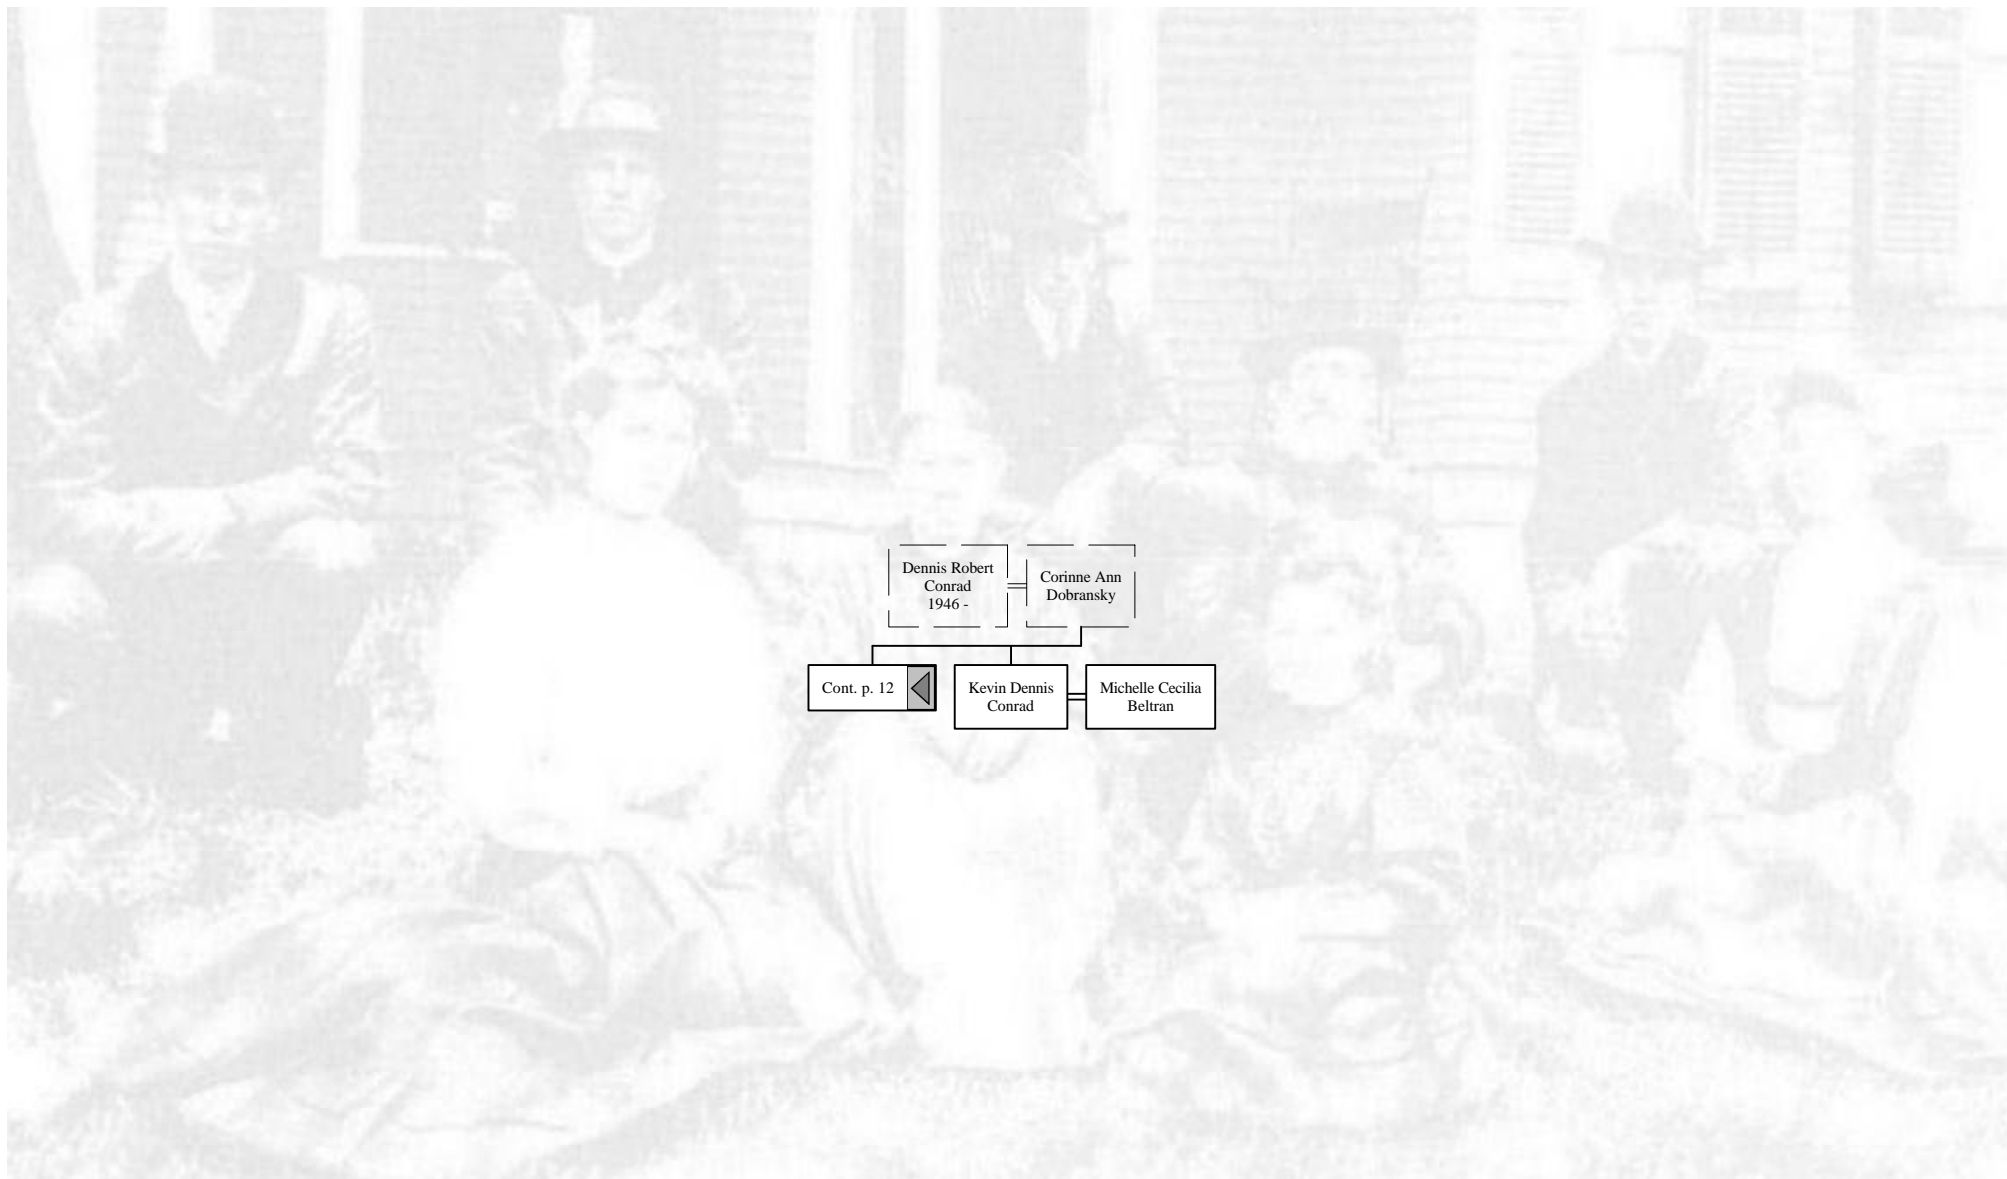 Dennis Robert
Conrad
1946 -
Corinne Ann
Dobransky
Cont. p. 12
Kevin Dennis
Conrad
Michelle Cecilia
Beltran